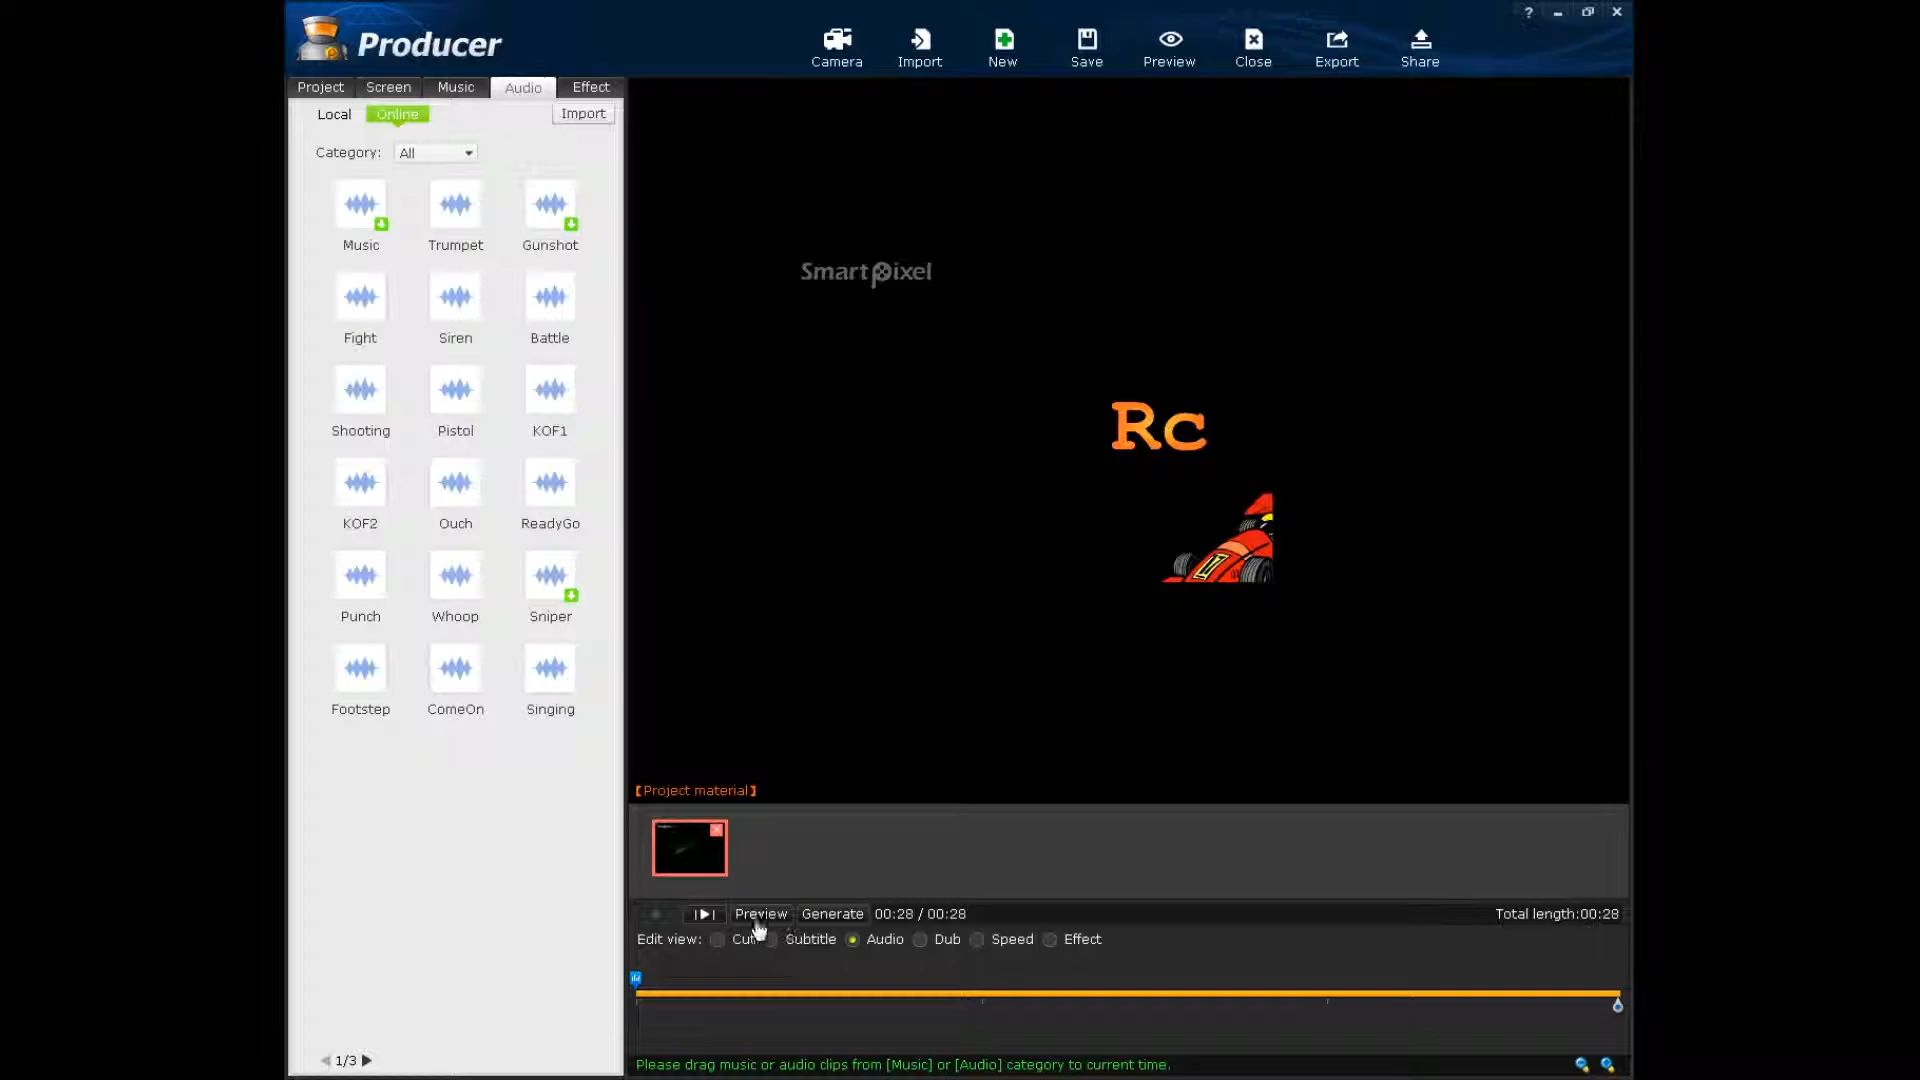 Producer
?
Camera Import New Save Preview Close Export Share
Project Screen Music Audio Effect
Local Online Import
Category: All
Music Trumpet Gunshot
Fight Siren Battle
Shooting Pistol KOF1
KOF2 Ouch ReadyGo
Punch Whoop Sniper
Footstep ComeOn Singing
1/3
Smartpixel
Rc
【Project material】
Preview Generate 00:28 / 00:28 Total length:00:28
Edit view: Cut Subtitle Audio Dub Speed Effect
Please drag music or audio clips from [Music] or [Audio] category to current time.